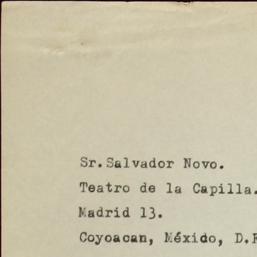 Sr.Salvador Novo.
Teatro de la Capilla.
Madrid 13.
Coyoacan, México, D.F